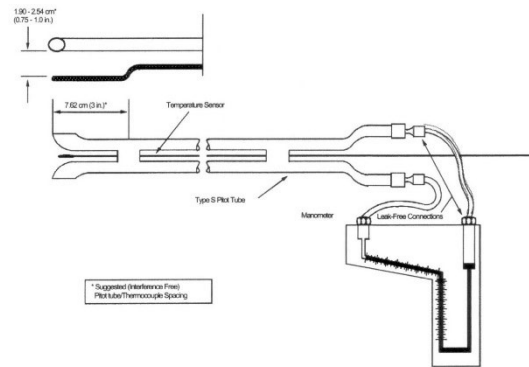 1.90 - 2.54 cm*
(0.75 - 1.0 in.)
7.62 cm (3 in.)*
Temperature Sensor
Type S Pitot Tube
Manometer
Leak-Free Connections
* Suggested (Interference Free)
Pitot tube/Thermocouple Spacing